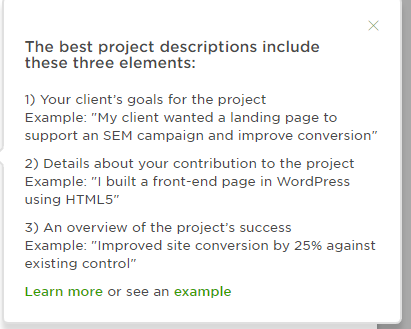 The best project descriptions include
these three elements:
1) Your client's goals for the project
Example: "My client wanted a landing page to
support an SEM campaign and improve conversion"
2) Details about your contribution to the project
Example: "I built a front-end page in WordPress
using HTML5"
3) An overview of the project's success
Example: "Improved site conversion by 25% against
existing control"
Learn more or see an example